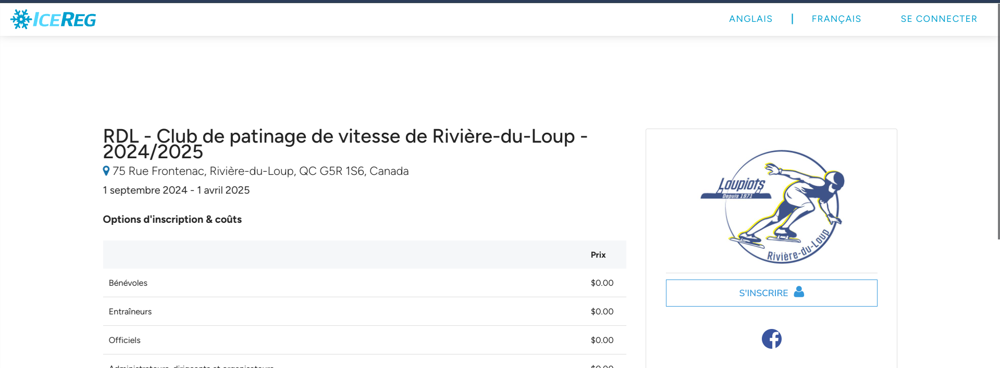 ICEREG
ANGLAIS | FRANÇAIS SE CONNECTER
RDL - Club de patinage de vitesse de Rivière-du-Loup -
2024/2025
75 Rue Frontenac, Rivière-du-Loup, QC G5R 1S6, Canada
1 septembre 2024 - 1 avril 2025
Options d'inscription & coûts
Prix
Bénévoles $0.00
Entraîneurs $0.00
Officiels $0.00
Administrateurs, dirigeants et organisateurs $0.00
Loupiots
Depuis 1971
Rivière-du-Loup
S'INSCRIRE